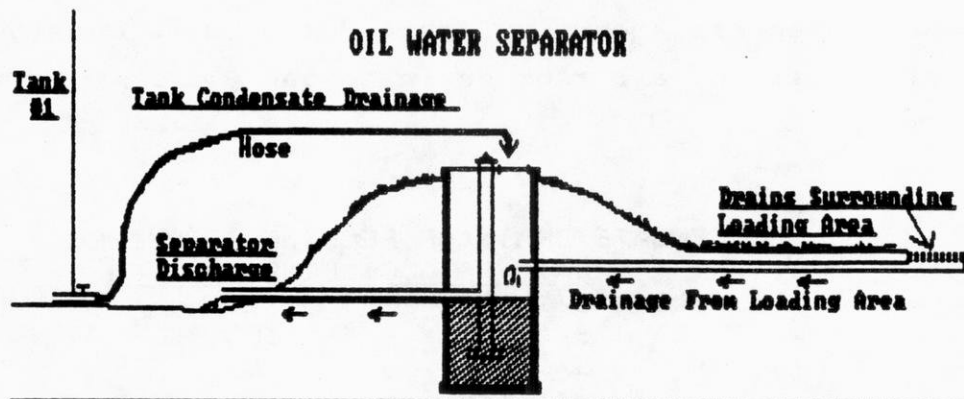 OIL WATER SEPARATOR
Tank
#1
Tank Condensate Drainage
Hose
Drains Surrounding
Loading Area
Separator
Discharge
Drainage From Loading Area